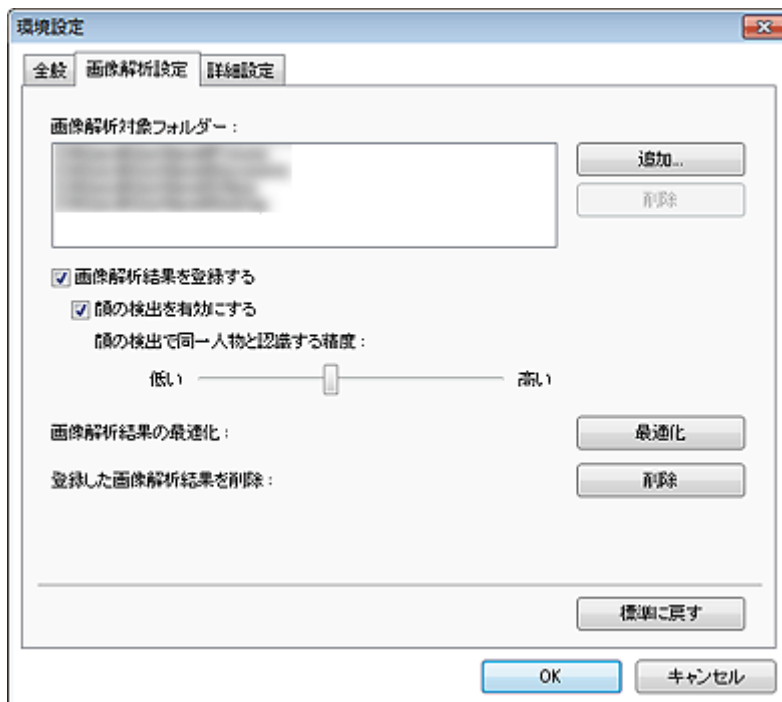 環境設定
全般 画像解析設定 詳細設定
画像解析対象フォルダー：
追加...
削除
画像解析結果を登録する
顔の検出を有効にする
顔の検出で同一人物と認識する精度：
低い 高い
画像解析結果の最適化： 最適化
登録した画像解析結果を削除： 削除
標準に戻す
OK キャンセル